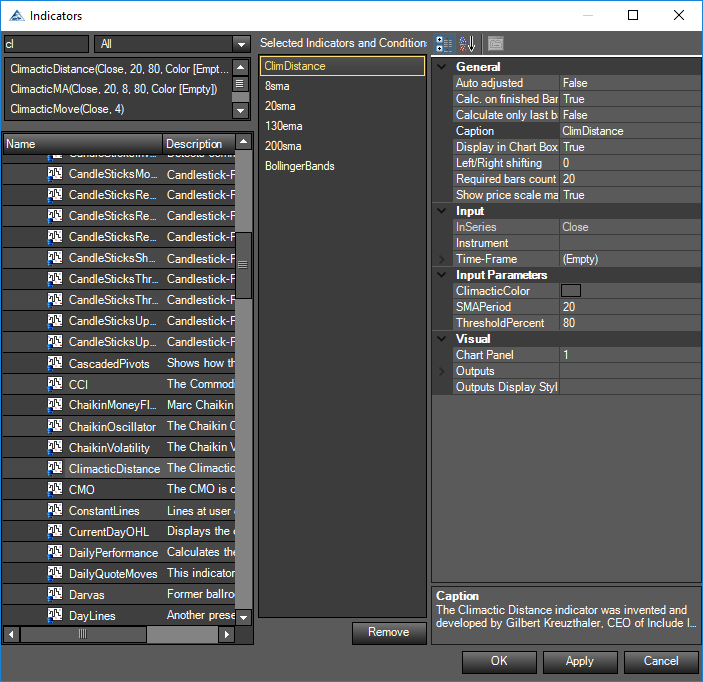 Indicators
cl
All
ClimacticDistance(Close, 20, 80, Color [Empt...
ClimacticMA(Close, 20, 8, 80, Color [Empty])
ClimacticMove(Close, 4)
Name Description
CandleSticksMo... Candlestick-F
CandleSticksRe... Candlestick-F
CandleSticksRe... Candlestick-F
CandleSticksRe... Candlestick-F
CandleSticksSh... Candlestick-F
CandleSticksThr... Candlestick-F
CandleSticksThr... Candlestick-F
CandleSticksUp... Candlestick-F
CandleSticksUp... Candlestick-F
CascadedPivots Shows how th
CCI The Commodi
ChaikinMoneyFl... Marc Chaikin
ChaikinOscillator The Chaikin O
ChaikinVolatility The Chaikin V
ClimacticDistance The Climactic
CMO The CMO is c
ConstantLines Lines at user
CurrentDayOHL Displays the
DailyPerformance Calculates the
DailyQuoteMoves This indicator
Darvas Former ballro
DayLines Another prese
Selected Indicators and Condition
ClimDistance
8sma
20sma
130ema
200sma
BollingerBands
Remove
General
Auto adjusted False
Calc. on finished Bar True
Calculate only last b False
Caption ClimDistance
Display in Chart Box True
Left/Right shifting 0
Required bars count 20
Show price scale ma True
Input
InSeries Close
Instrument
Time-Frame (Empty)
Input Parameters
ClimacticColor
SMAPeriod 20
ThresholdPercent 80
Visual
Chart Panel 1
Outputs
Outputs Display Styl
Caption
The Climactic Distance indicator was invented and
developed by Gilbert Kreuzthaler, CEO of Include I...
OK Apply Cancel